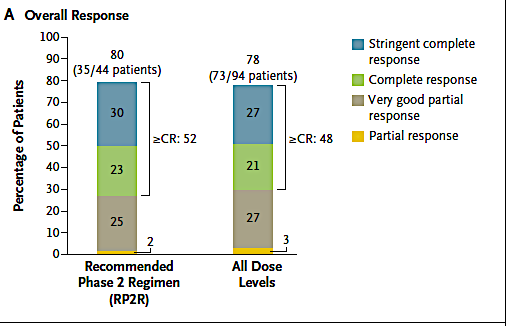 A Overall Response
Percentage of Patients
100
90
80
70
60
50
40
30
20
10
0
80
(35/44 patients)
30
23
25
2
≥CR: 52
78
(73/94 patients)
27
21
27
3
≥CR: 48
Recommended
Phase 2 Regimen
(RP2R)
All Dose
Levels
Stringent complete
response
Complete response
Very good partial
response
Partial response